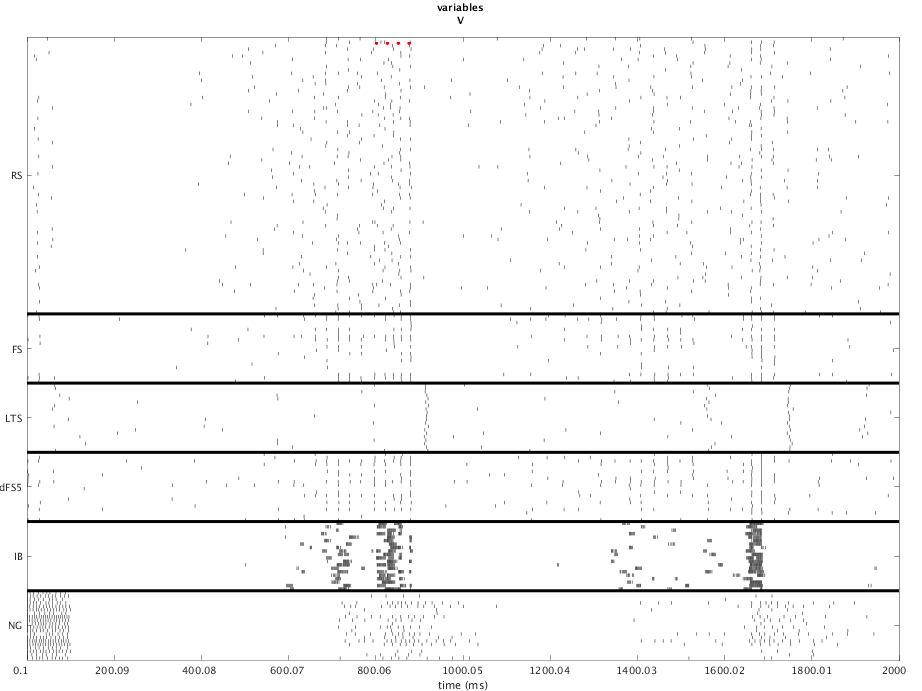 variables
V
RS
FS
LTS
dFS5
IB
NG
0.1
200.09
400.08
600.07
800.06
1000.05
1200.04
1400.03
1600.02
1800.01
2000
time (ms)